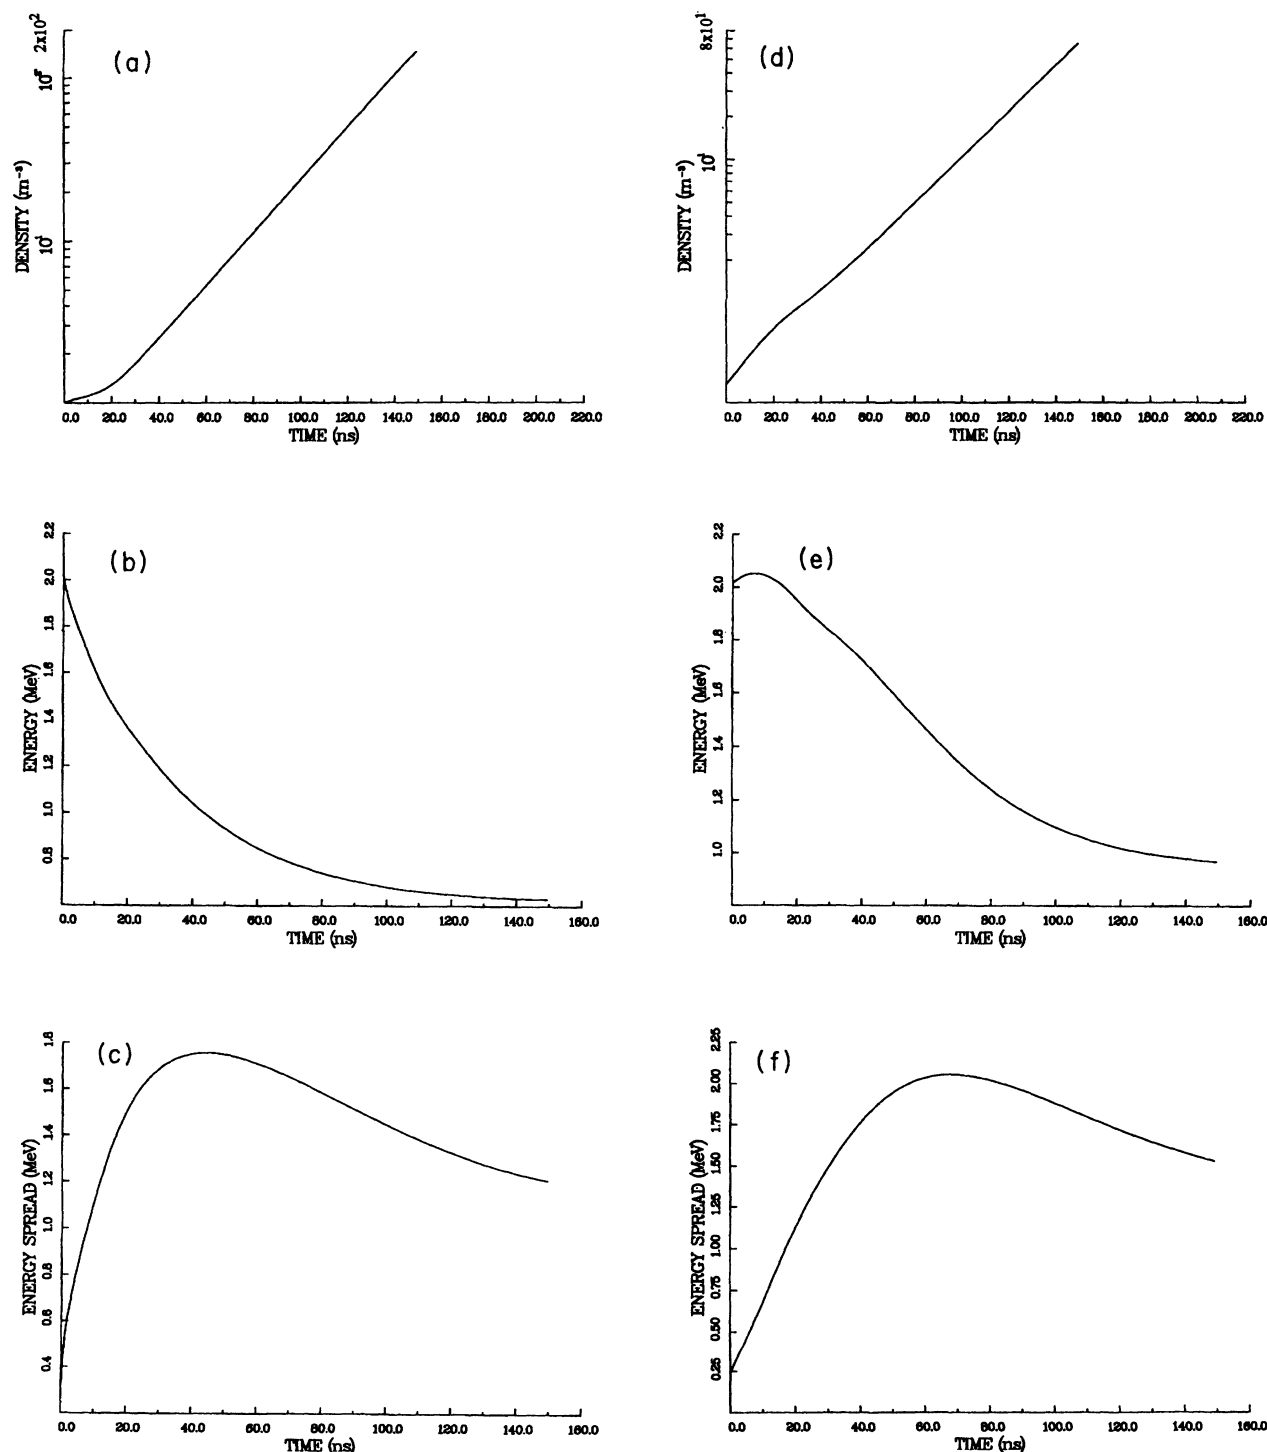 (a)
2x10²
10²
10¹
DENSITY (m⁻³)
0.0 20.0 40.0 60.0 80.0 100.0 120.0 140.0 160.0 180.0 200.0 220.0
TIME (ns)
(d)
8x10¹
10¹
DENSITY (m⁻³)
0.0 20.0 40.0 60.0 80.0 100.0 120.0 140.0 160.0 180.0 200.0 220.0
TIME (ns)
(b)
2.2
2.0
1.8
1.6
1.4
1.2
1.0
0.8
ENERGY (MeV)
0.0 20.0 40.0 60.0 80.0 100.0 120.0 140.0 160.0
TIME (ns)
(e)
2.2
2.0
1.8
1.6
1.4
1.2
1.0
ENERGY (MeV)
0.0 20.0 40.0 60.0 80.0 100.0 120.0 140.0 160.0
TIME (ns)
(c)
1.8
1.6
1.4
1.2
1.0
0.8
0.6
0.4
ENERGY SPREAD (MeV)
0.0 20.0 40.0 60.0 80.0 100.0 120.0 140.0 160.0
TIME (ns)
(f)
2.25
2.00
1.75
1.50
1.25
1.00
0.75
0.50
0.25
ENERGY SPREAD (MeV)
0.0 20.0 40.0 60.0 80.0 100.0 120.0 140.0 160.0
TIME (ns)